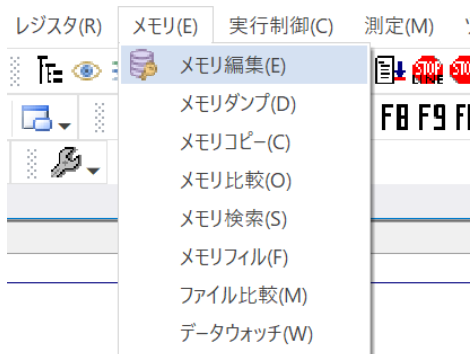 レジスタ(R) メモリ(E) 実行制御(C) 測定(M)
メモリ編集(E)
STOP LINE STOP
メモリダンプ(D)
F8 F9
メモリコピー(C)
メモリ比較(O)
メモリ検索(S)
メモリフィル(F)
ファイル比較(M)
データウォッチ(W)